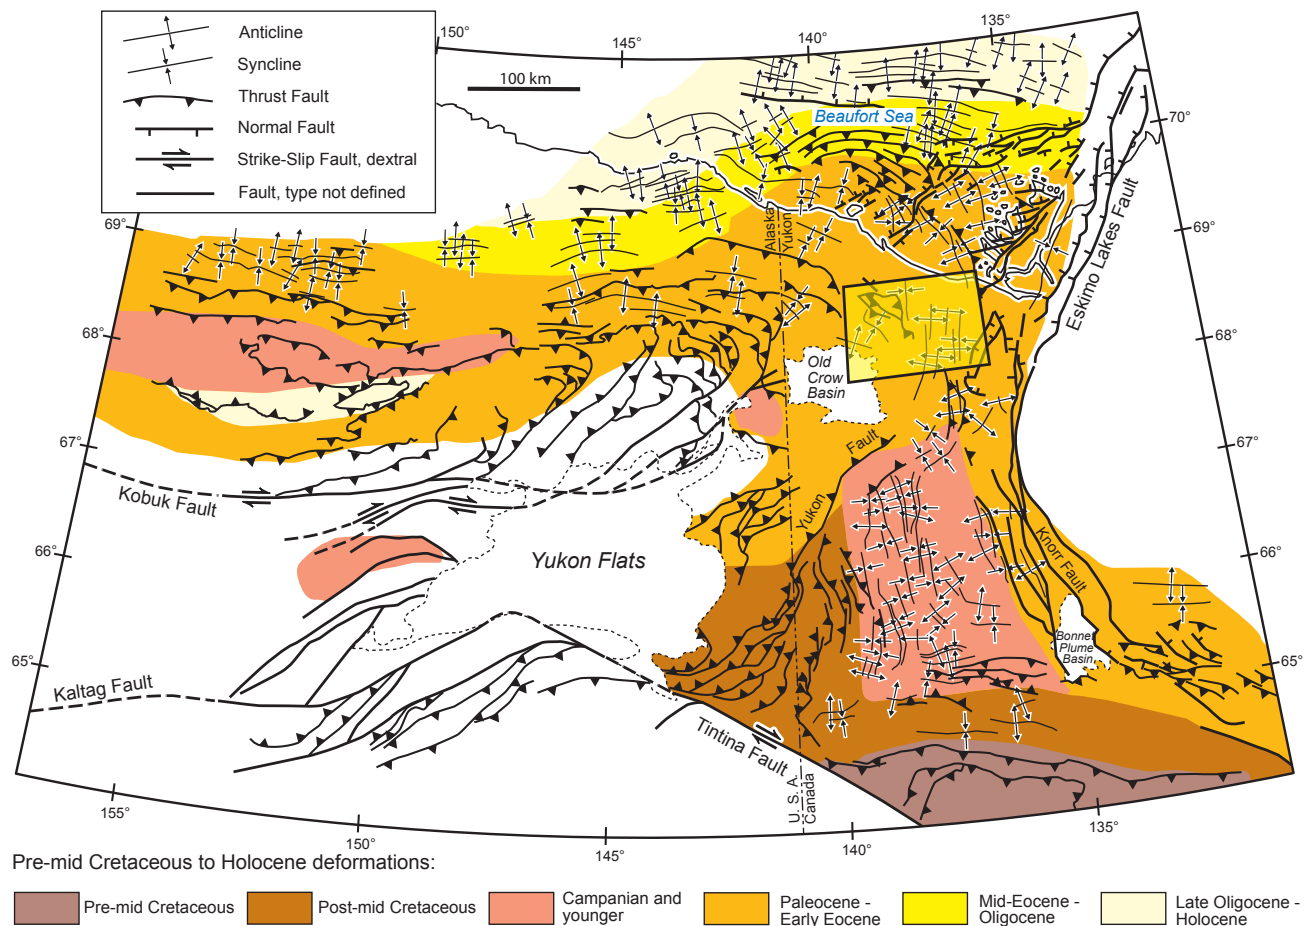 Anticline
Syncline
Thrust Fault
Normal Fault
Strike-Slip Fault, dextral
Fault, type not defined
150°
145°
140°
135°
100 km
Beaufort Sea
70°
69°
69°
68°
68°
67°
67°
66°
66°
65°
65°
Alaska
Yukon
Eskimo Lakes Fault
Old
Crow
Basin
Kobuk Fault
Yukon Fault
Yukon Flats
Knorr Fault
Bonnet
Plume
Basin
Kaltag Fault
Tintina Fault
U. S. A.
Canada
155°
150°
145°
140°
135°
Pre-mid Cretaceous to Holocene deformations:
Pre-mid Cretaceous
Post-mid Cretaceous
Campanian and
younger
Paleocene -
Early Eocene
Mid-Eocene -
Oligocene
Late Oligocene -
Holocene